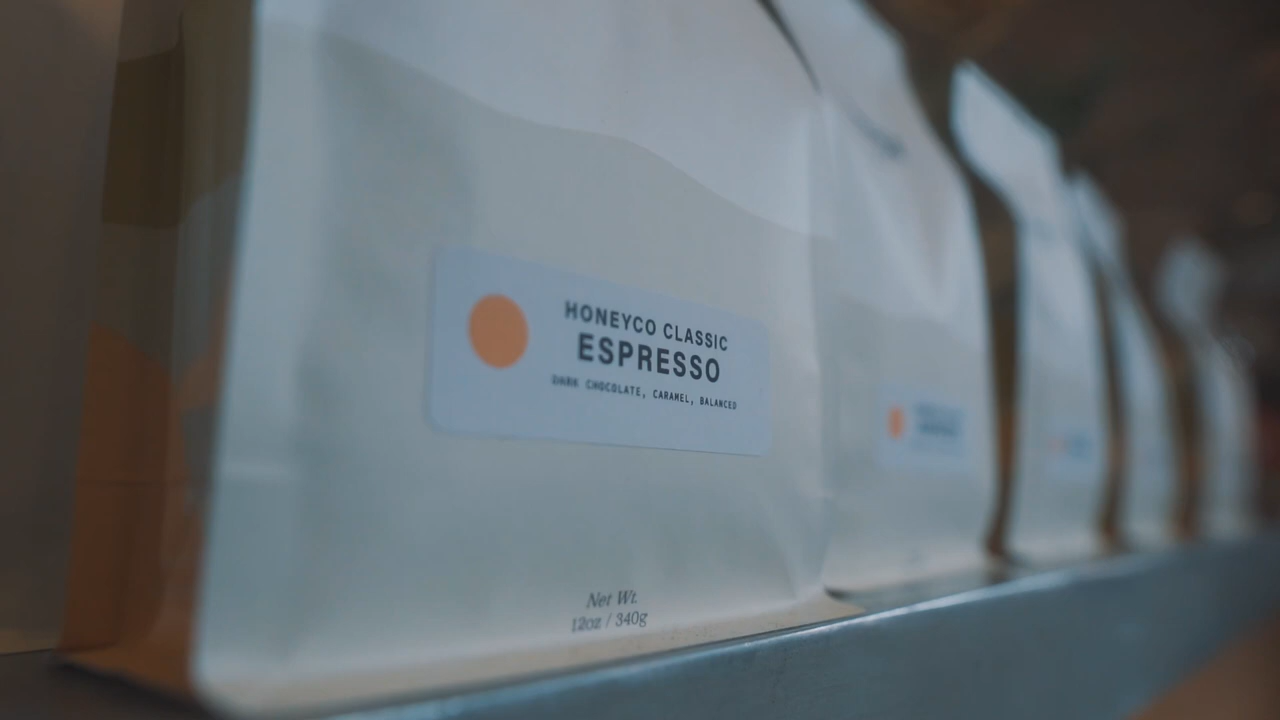 HONEYCO CLASSIC
ESPRESSO
DARK CHOCOLATE, CARAMEL, BALANCED
Net Wt.
12oz / 340g